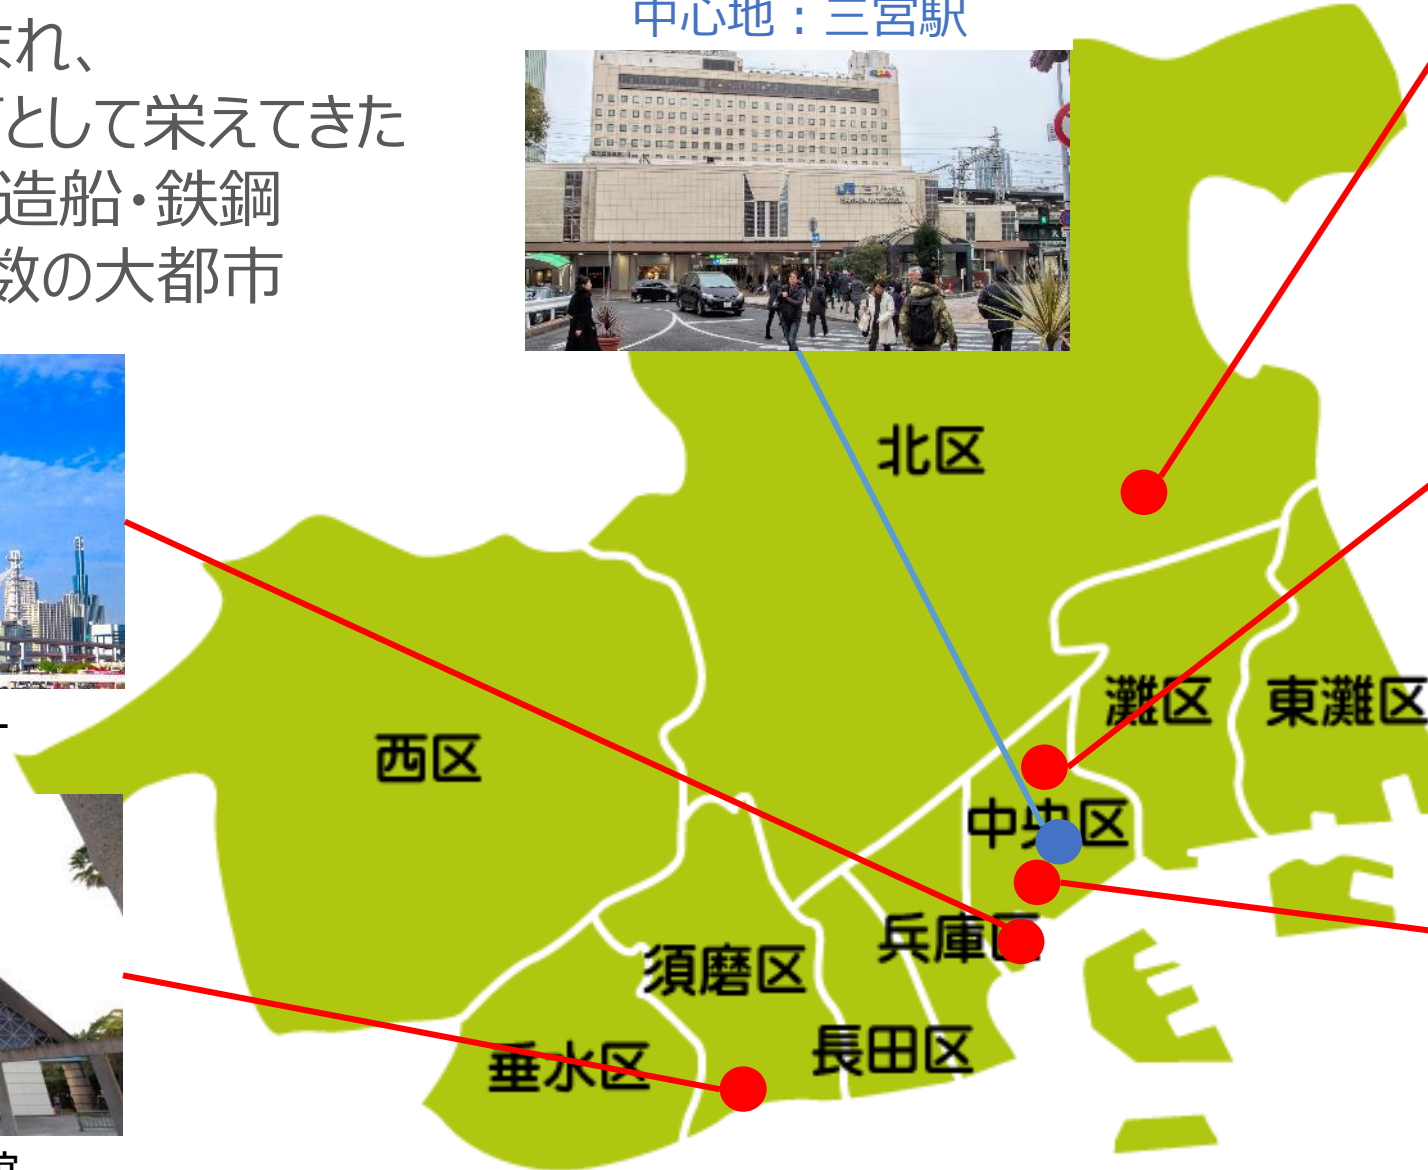 中心地：三宮駅
まれ、
として栄えてきた
造船・鉄鋼
数の大都市
北区
灘区 東灘区
西区
中央区
兵庫区
須磨区
長田区
垂水区